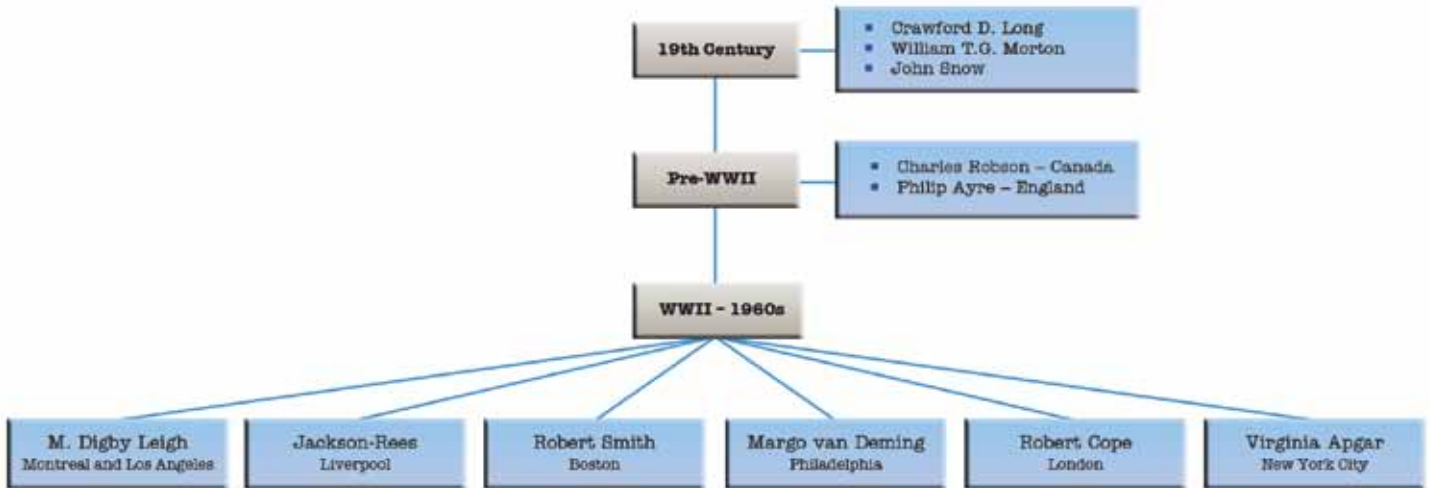 19th Century
Crawford D. Long
William T.G. Morton
John Snow
Pre-WWII
Charles Robson – Canada
Philip Ayre – England
WWII – 1960s
M. Digby Leigh
Montreal and Los Angeles
Jackson-Rees
Liverpool
Robert Smith
Boston
Margo van Deming
Philadelphia
Robert Cope
London
Virginia Apgar
New York City